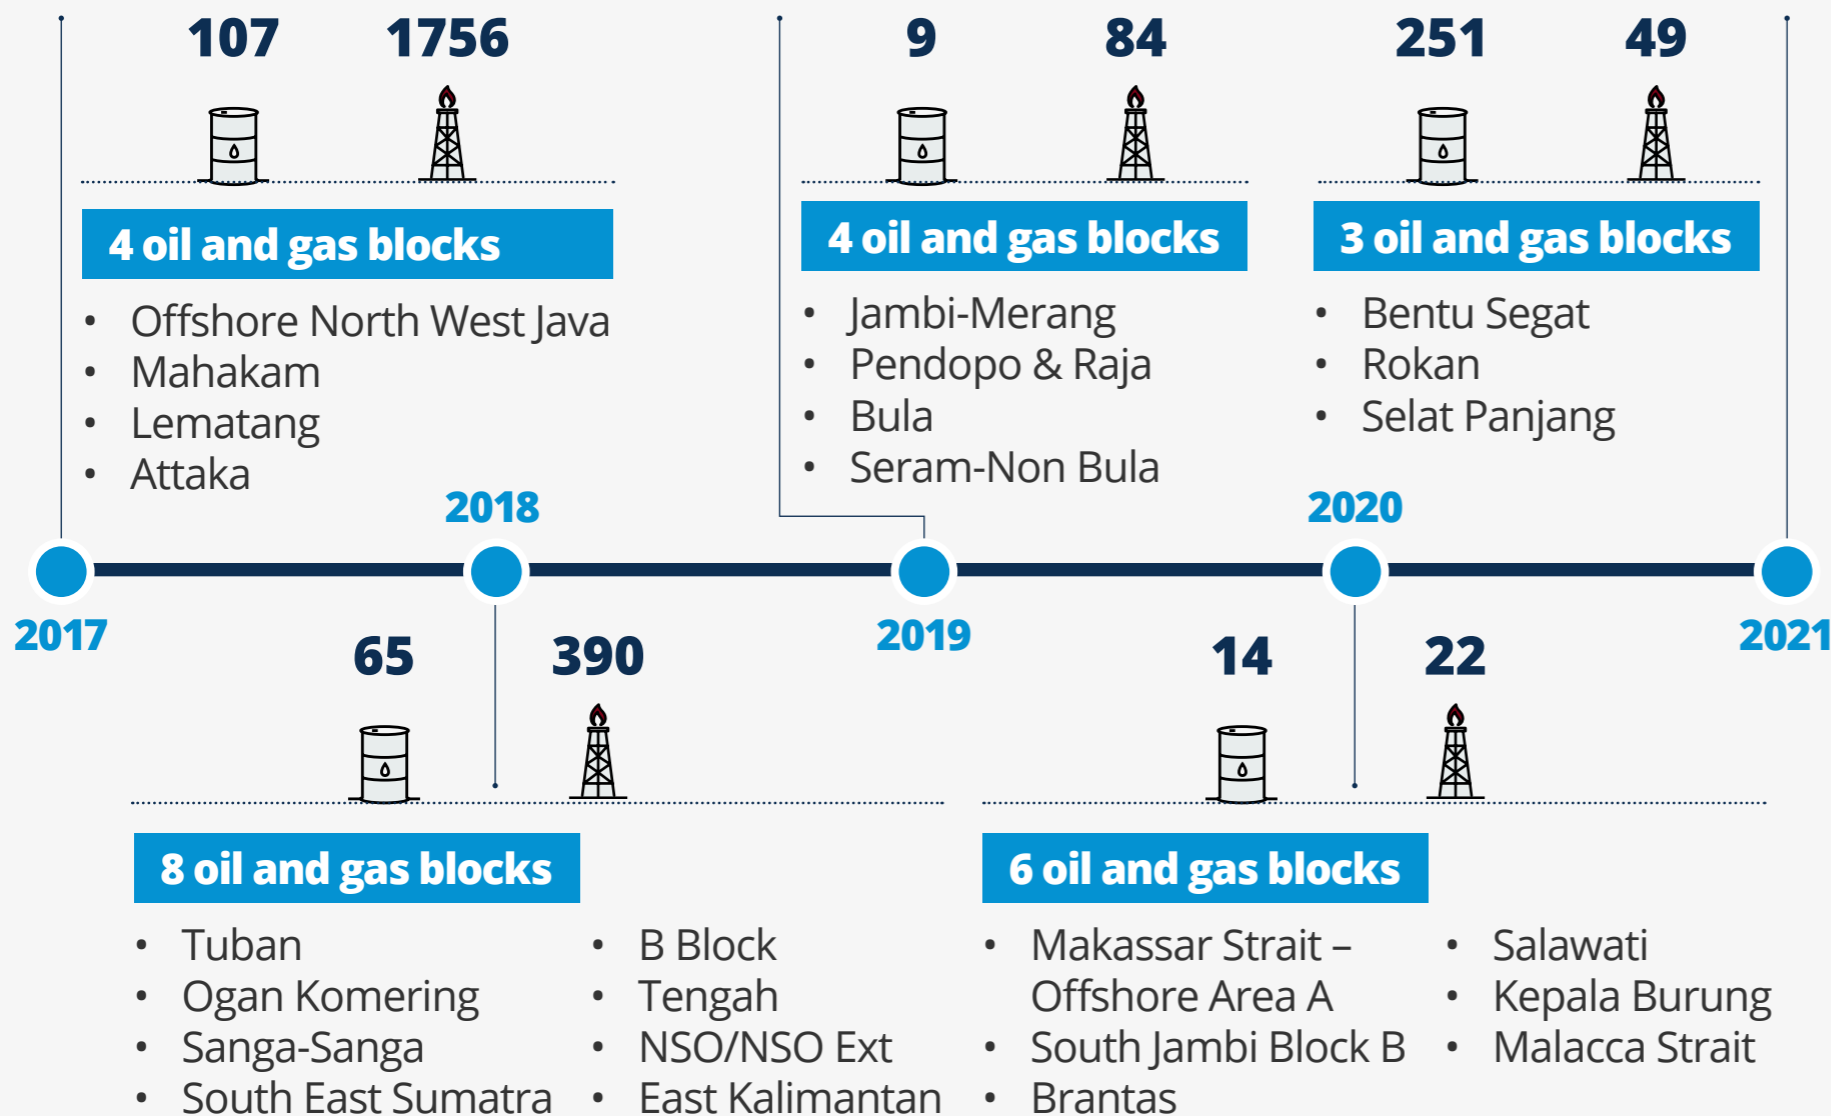 107 1756
4 oil and gas blocks
• Offshore North West Java
• Mahakam
• Lematang
• Attaka
9 84
4 oil and gas blocks
• Jambi-Merang
• Pendopo & Raja
• Bula
• Seram-Non Bula
251 49
3 oil and gas blocks
• Bentu Segat
• Rokan
• Selat Panjang
2018
2020
2017
2019
2021
65 390
8 oil and gas blocks
• Tuban
• Ogan Komering
• Sanga-Sanga
• South East Sumatra
• B Block
• Tengah
• NSO/NSO Ext
• East Kalimantan
14 22
6 oil and gas blocks
• Makassar Strait –
Offshore Area A
• South Jambi Block B
• Brantas
• Salawati
• Kepala Burung
• Malacca Strait